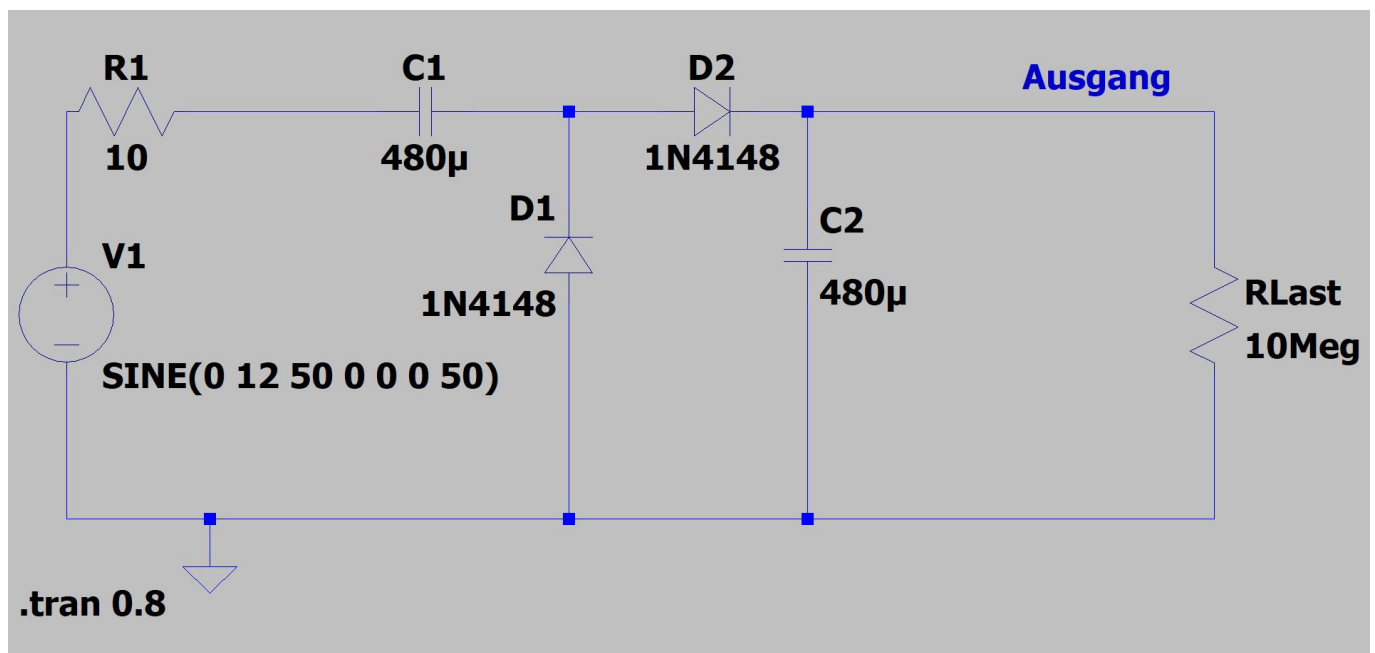 R1
10
C1
480µ
D2
1N4148
Ausgang
D1
1N4148
C2
480µ
V1
SINE(0 12 50 0 0 0 50)
RLast
10Meg
.tran 0.8